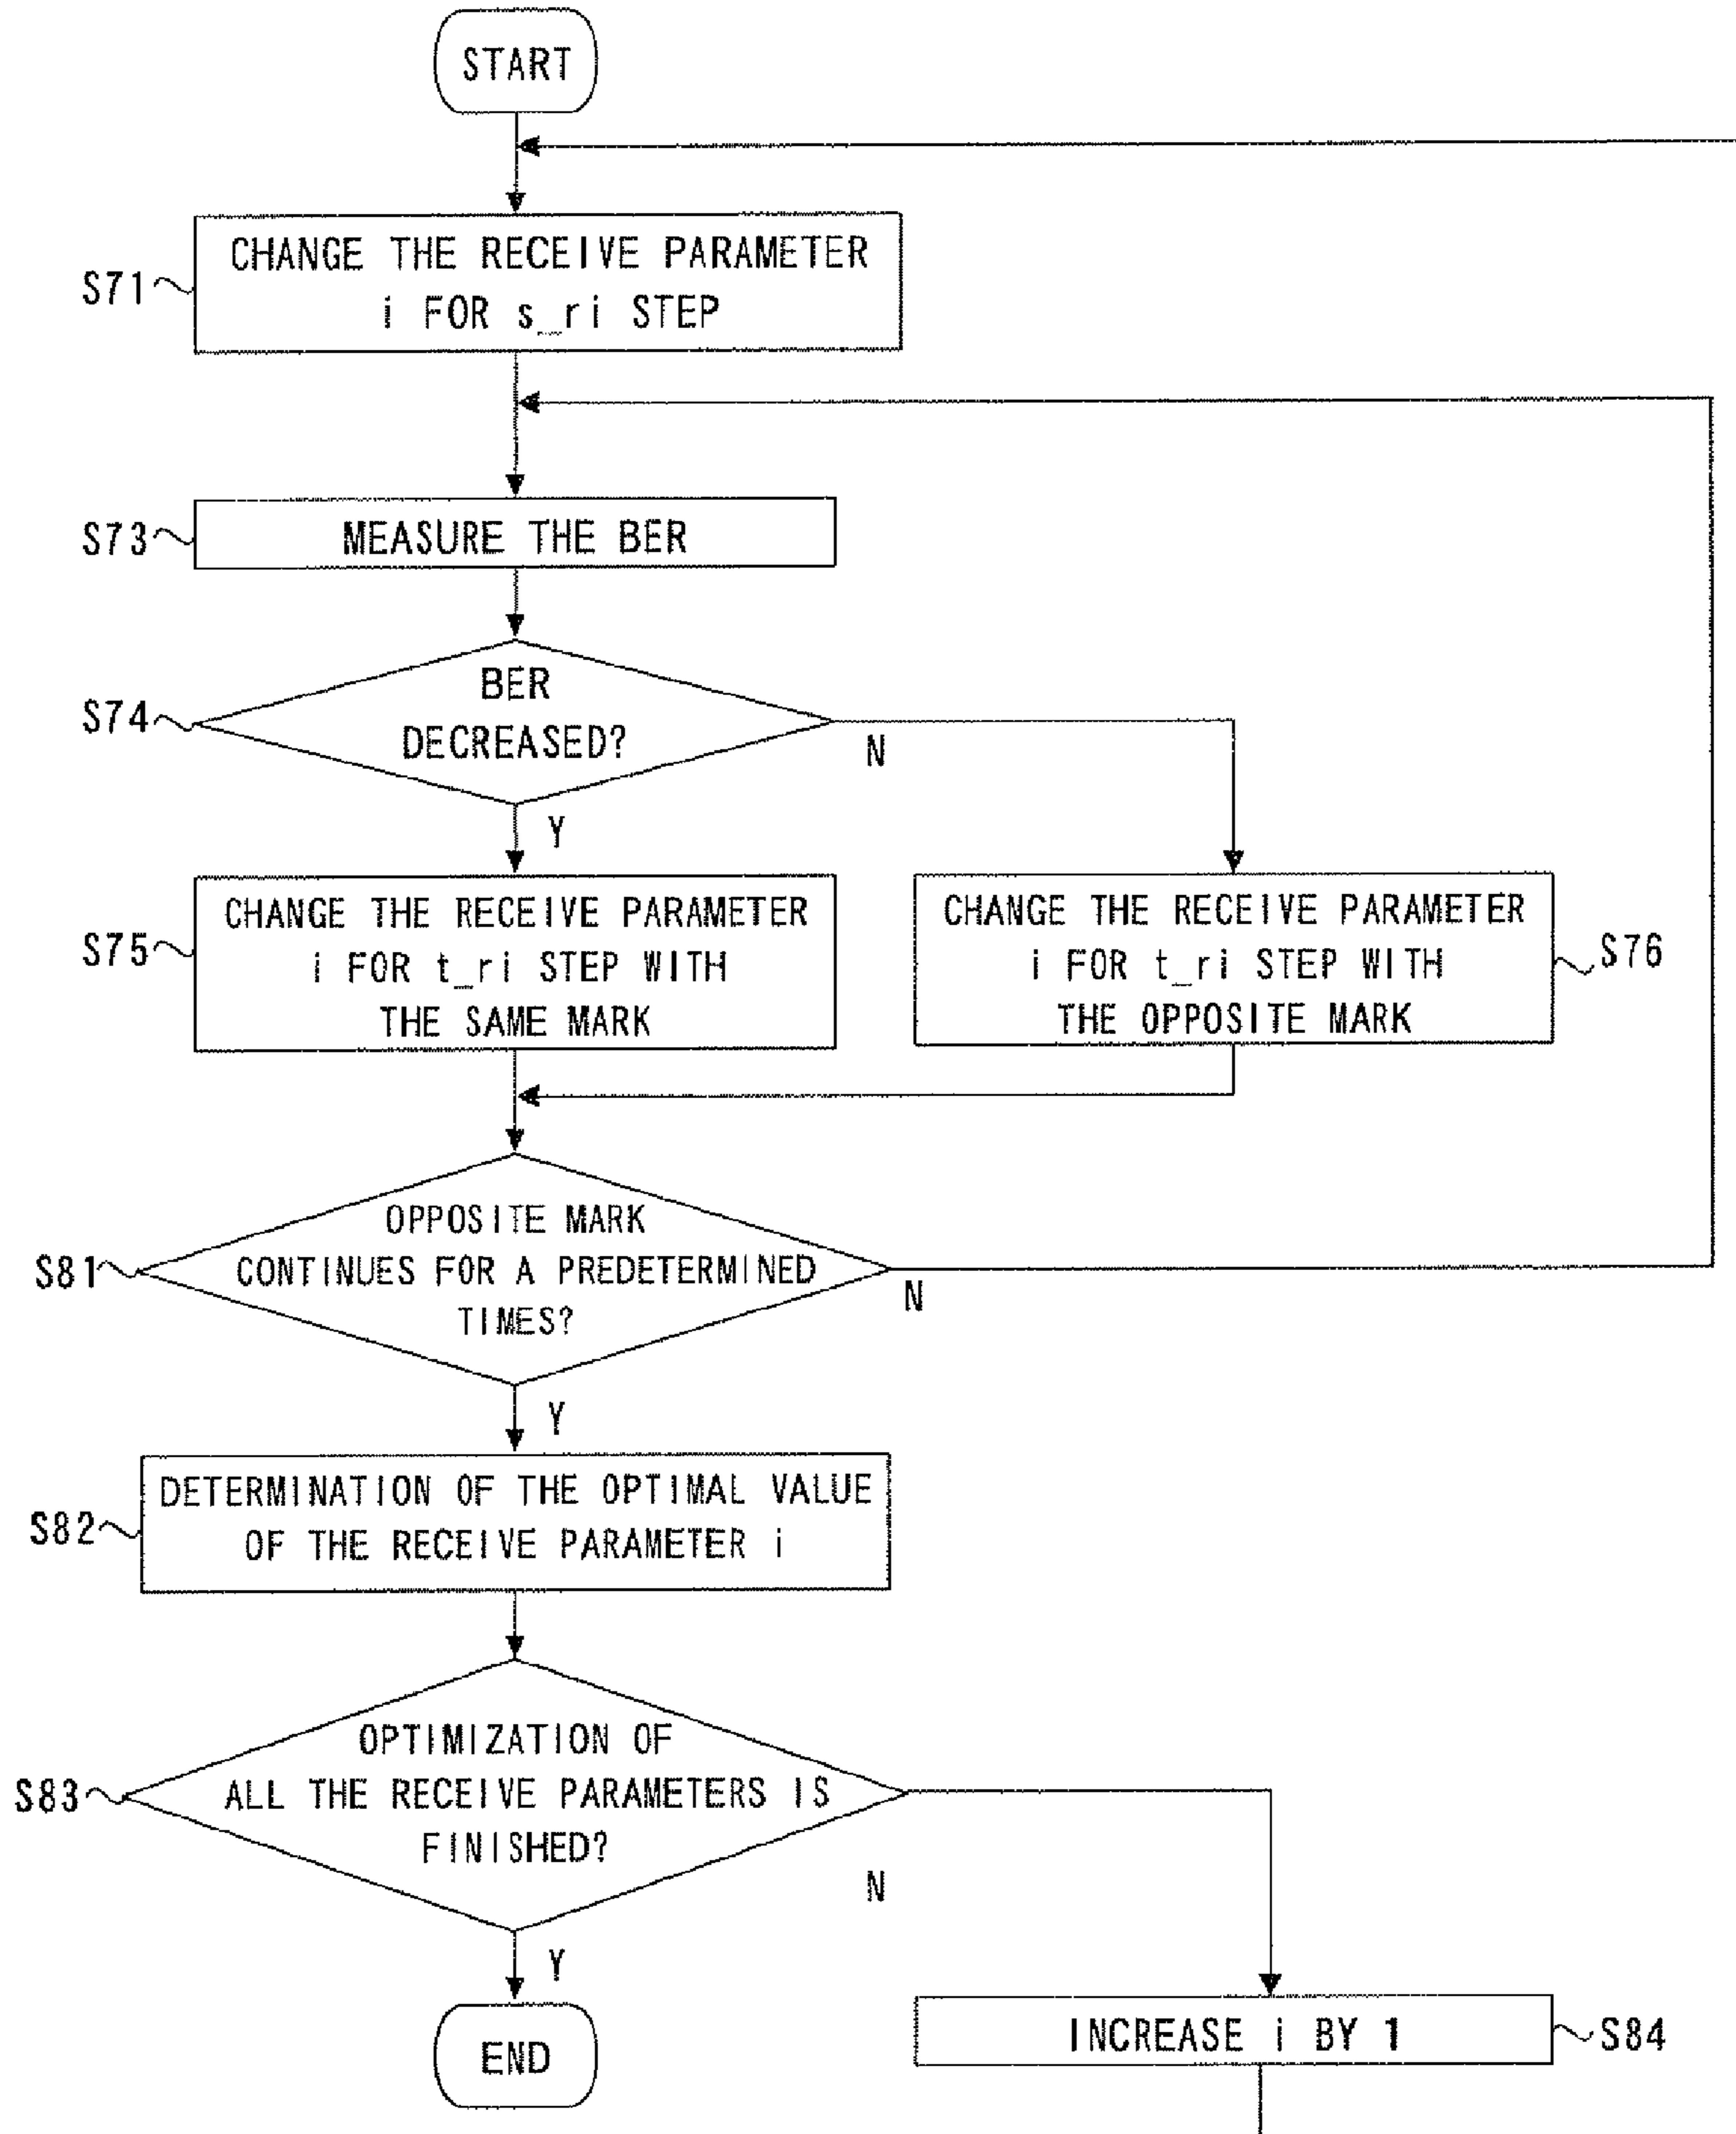 START
CHANGE THE RECEIVE PARAMETER
i FOR s_ri STEP
S71
MEASURE THE BER
S73
BER
DECREASED?
S74
N
Y
CHANGE THE RECEIVE PARAMETER
i FOR t_ri STEP WITH
THE SAME MARK
S75
CHANGE THE RECEIVE PARAMETER
i FOR t_ri STEP WITH
THE OPPOSITE MARK
S76
OPPOSITE MARK
CONTINUES FOR A PREDETERMINED
TIMES?
S81
N
Y
DETERMINATION OF THE OPTIMAL VALUE
OF THE RECEIVE PARAMETER i
S82
OPTIMIZATION OF
ALL THE RECEIVE PARAMETERS IS
FINISHED?
S83
N
Y
END
INCREASE i BY 1
S84